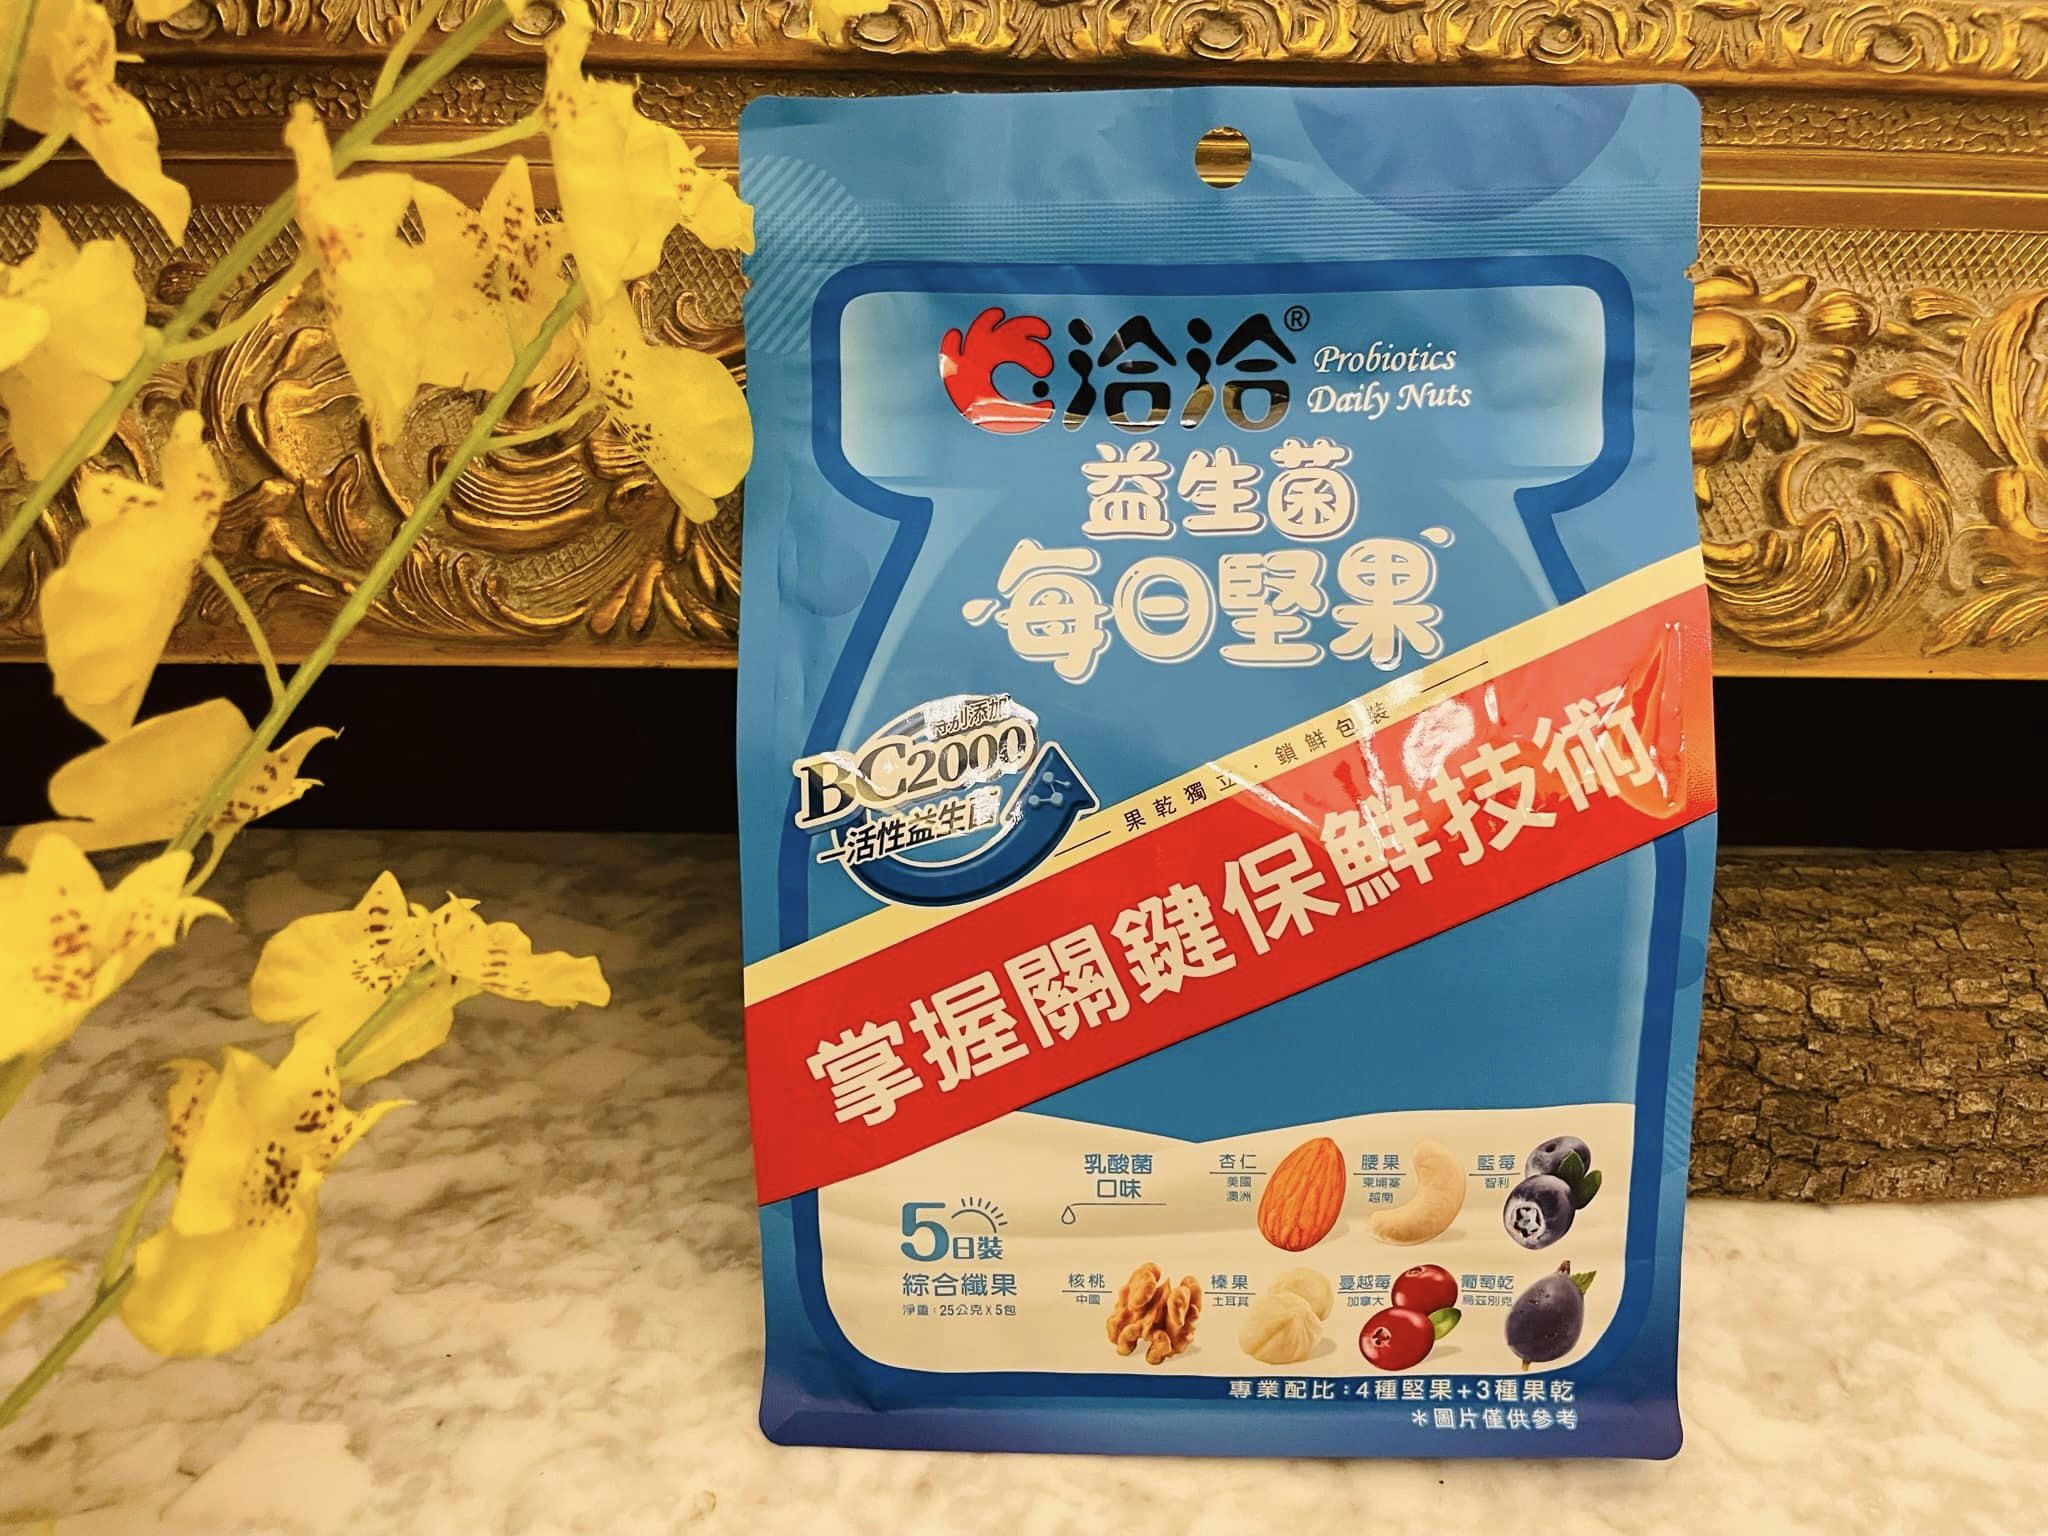 洽洽®
Probiotics
Daily Nuts
益生菌
每日堅果
特別添加
BC2000
活性益生菌
果乾獨立·鎖鮮包裝
掌握關鍵保鮮技術
5日裝
綜合纖果
淨重:25公克X5包
乳酸菌
口味
杏仁
美國
澳洲
腰果
柬埔寨
越南
藍莓
智利
核桃
中國
榛果
土耳其
蔓越莓
加拿大
葡萄乾
烏茲別克
專業配比:4種堅果+3種果乾
*圖片僅供參考